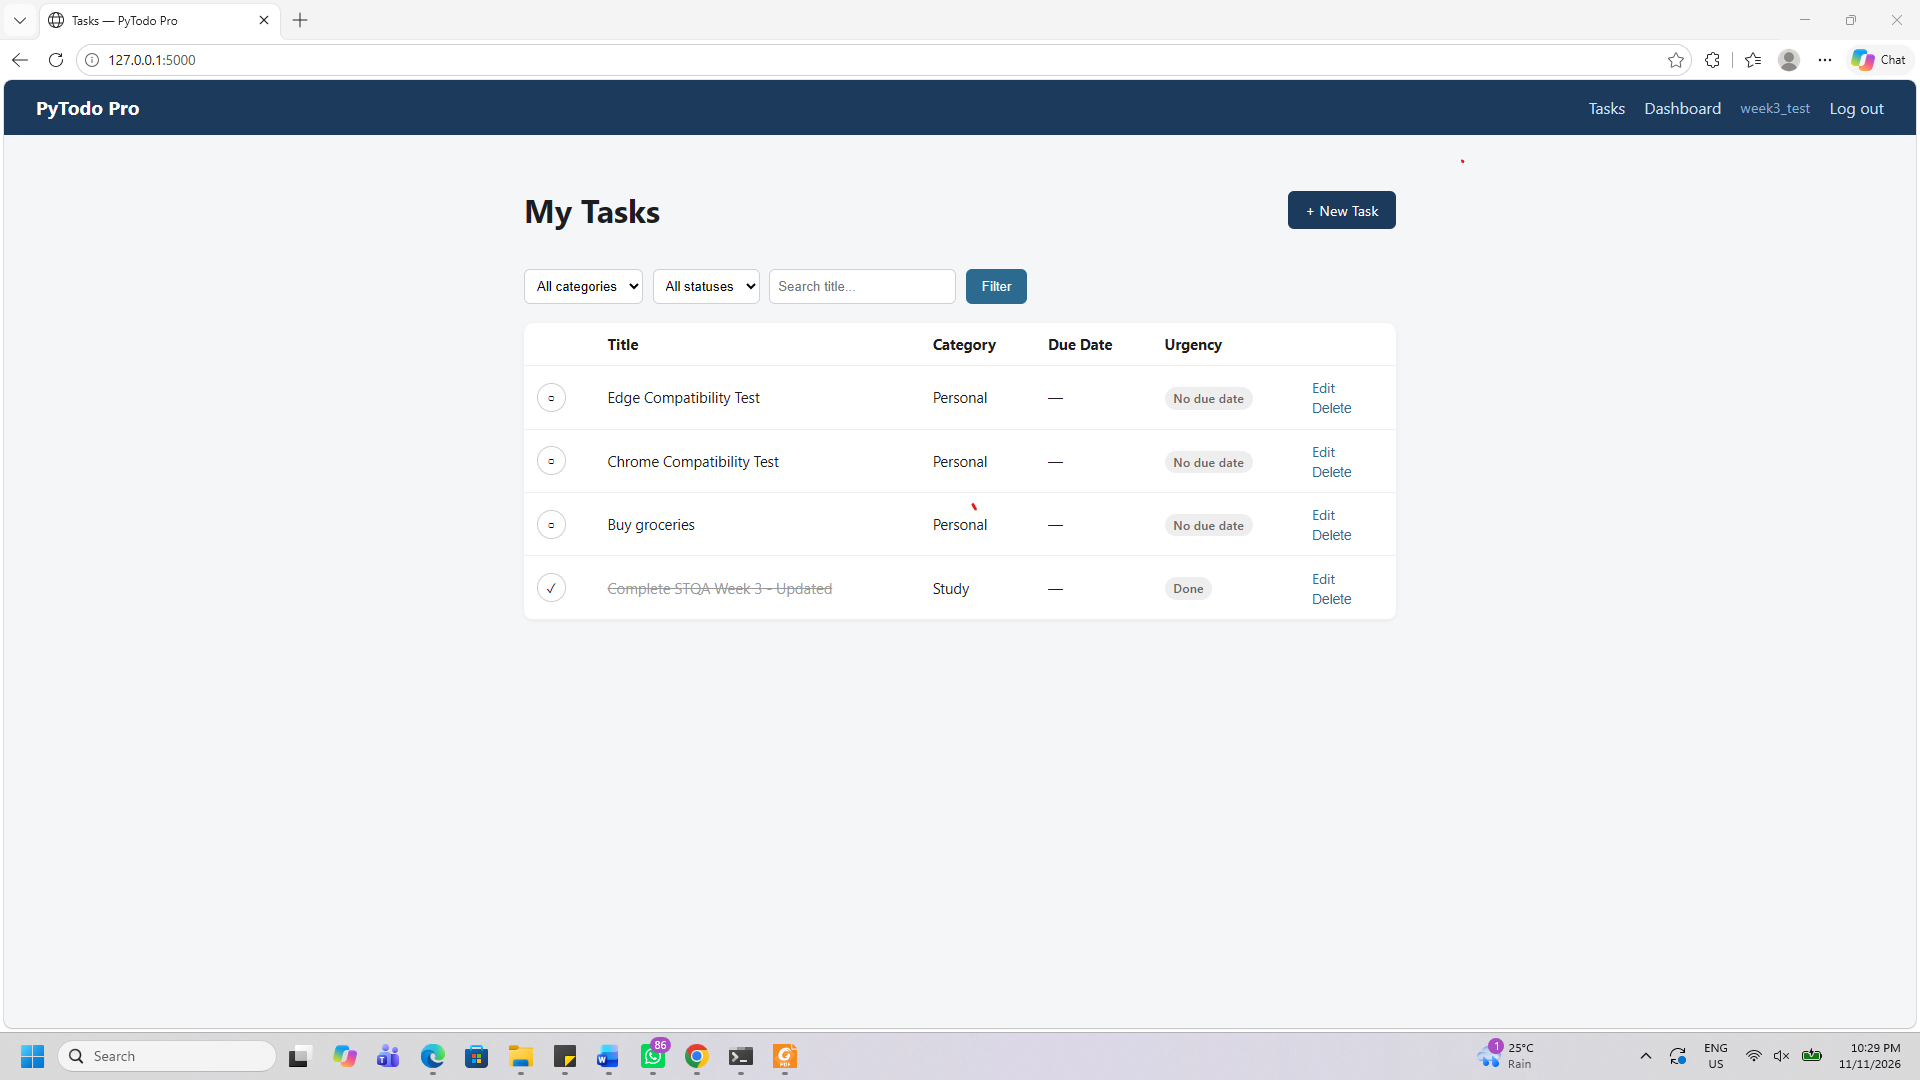 Tasks — PyTodo Pro
127.0.0.1:5000
Chat
PyTodo Pro
Tasks
Dashboard
week3_test
Log out
My Tasks
+ New Task
All categories
All statuses
Search title...
Filter
Title
Category
Due Date
Urgency
Edge Compatibility Test
Personal
—
No due date
Edit
Delete
Chrome Compatibility Test
Personal
—
No due date
Edit
Delete
Buy groceries
Personal
—
No due date
Edit
Delete
Complete STQA Week 3 - Updated
Study
—
Done
Edit
Delete
Search
86
1
25°C
Rain
ENG
US
10:29 PM
11/11/2026